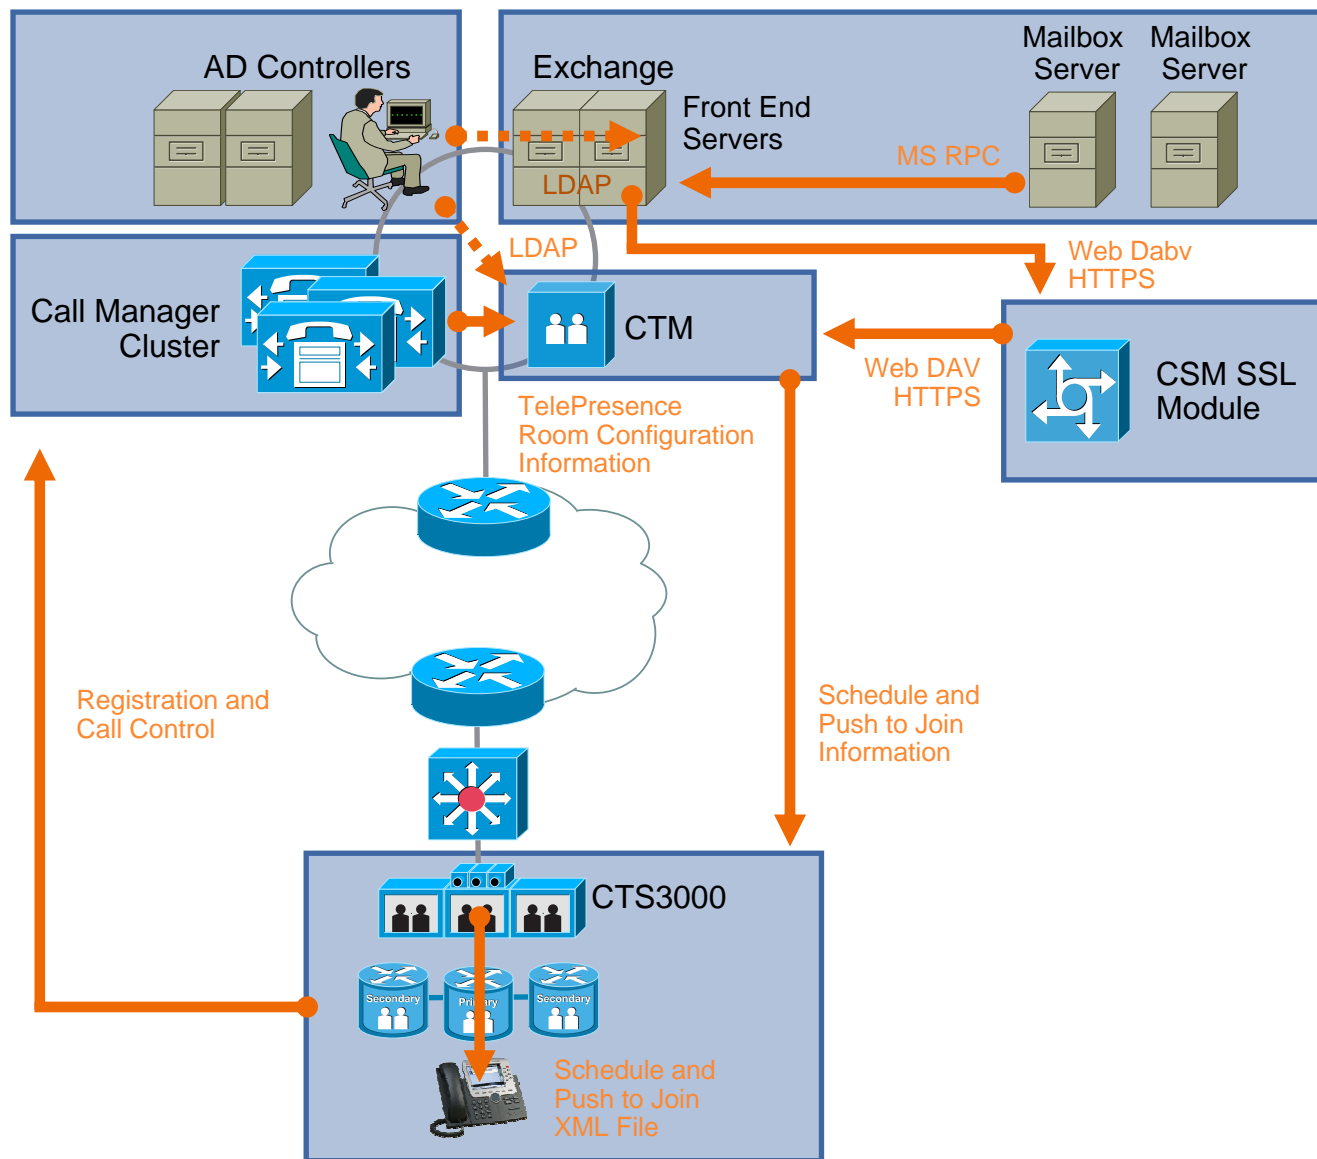 AD Controllers
Exchange
Mailbox
Server
Mailbox
Server
Front End
Servers
MS RPC
LDAP
LDAP
Web Dabv
HTTPS
Call Manager
Cluster
CTM
Web DAV
HTTPS
CSM SSL
Module
TelePresence
Room Configuration
Information
Registration and
Call Control
Schedule and
Push to Join
Information
CTS3000
Secondary
Primary
Secondary
Schedule and
Push to Join
XML File